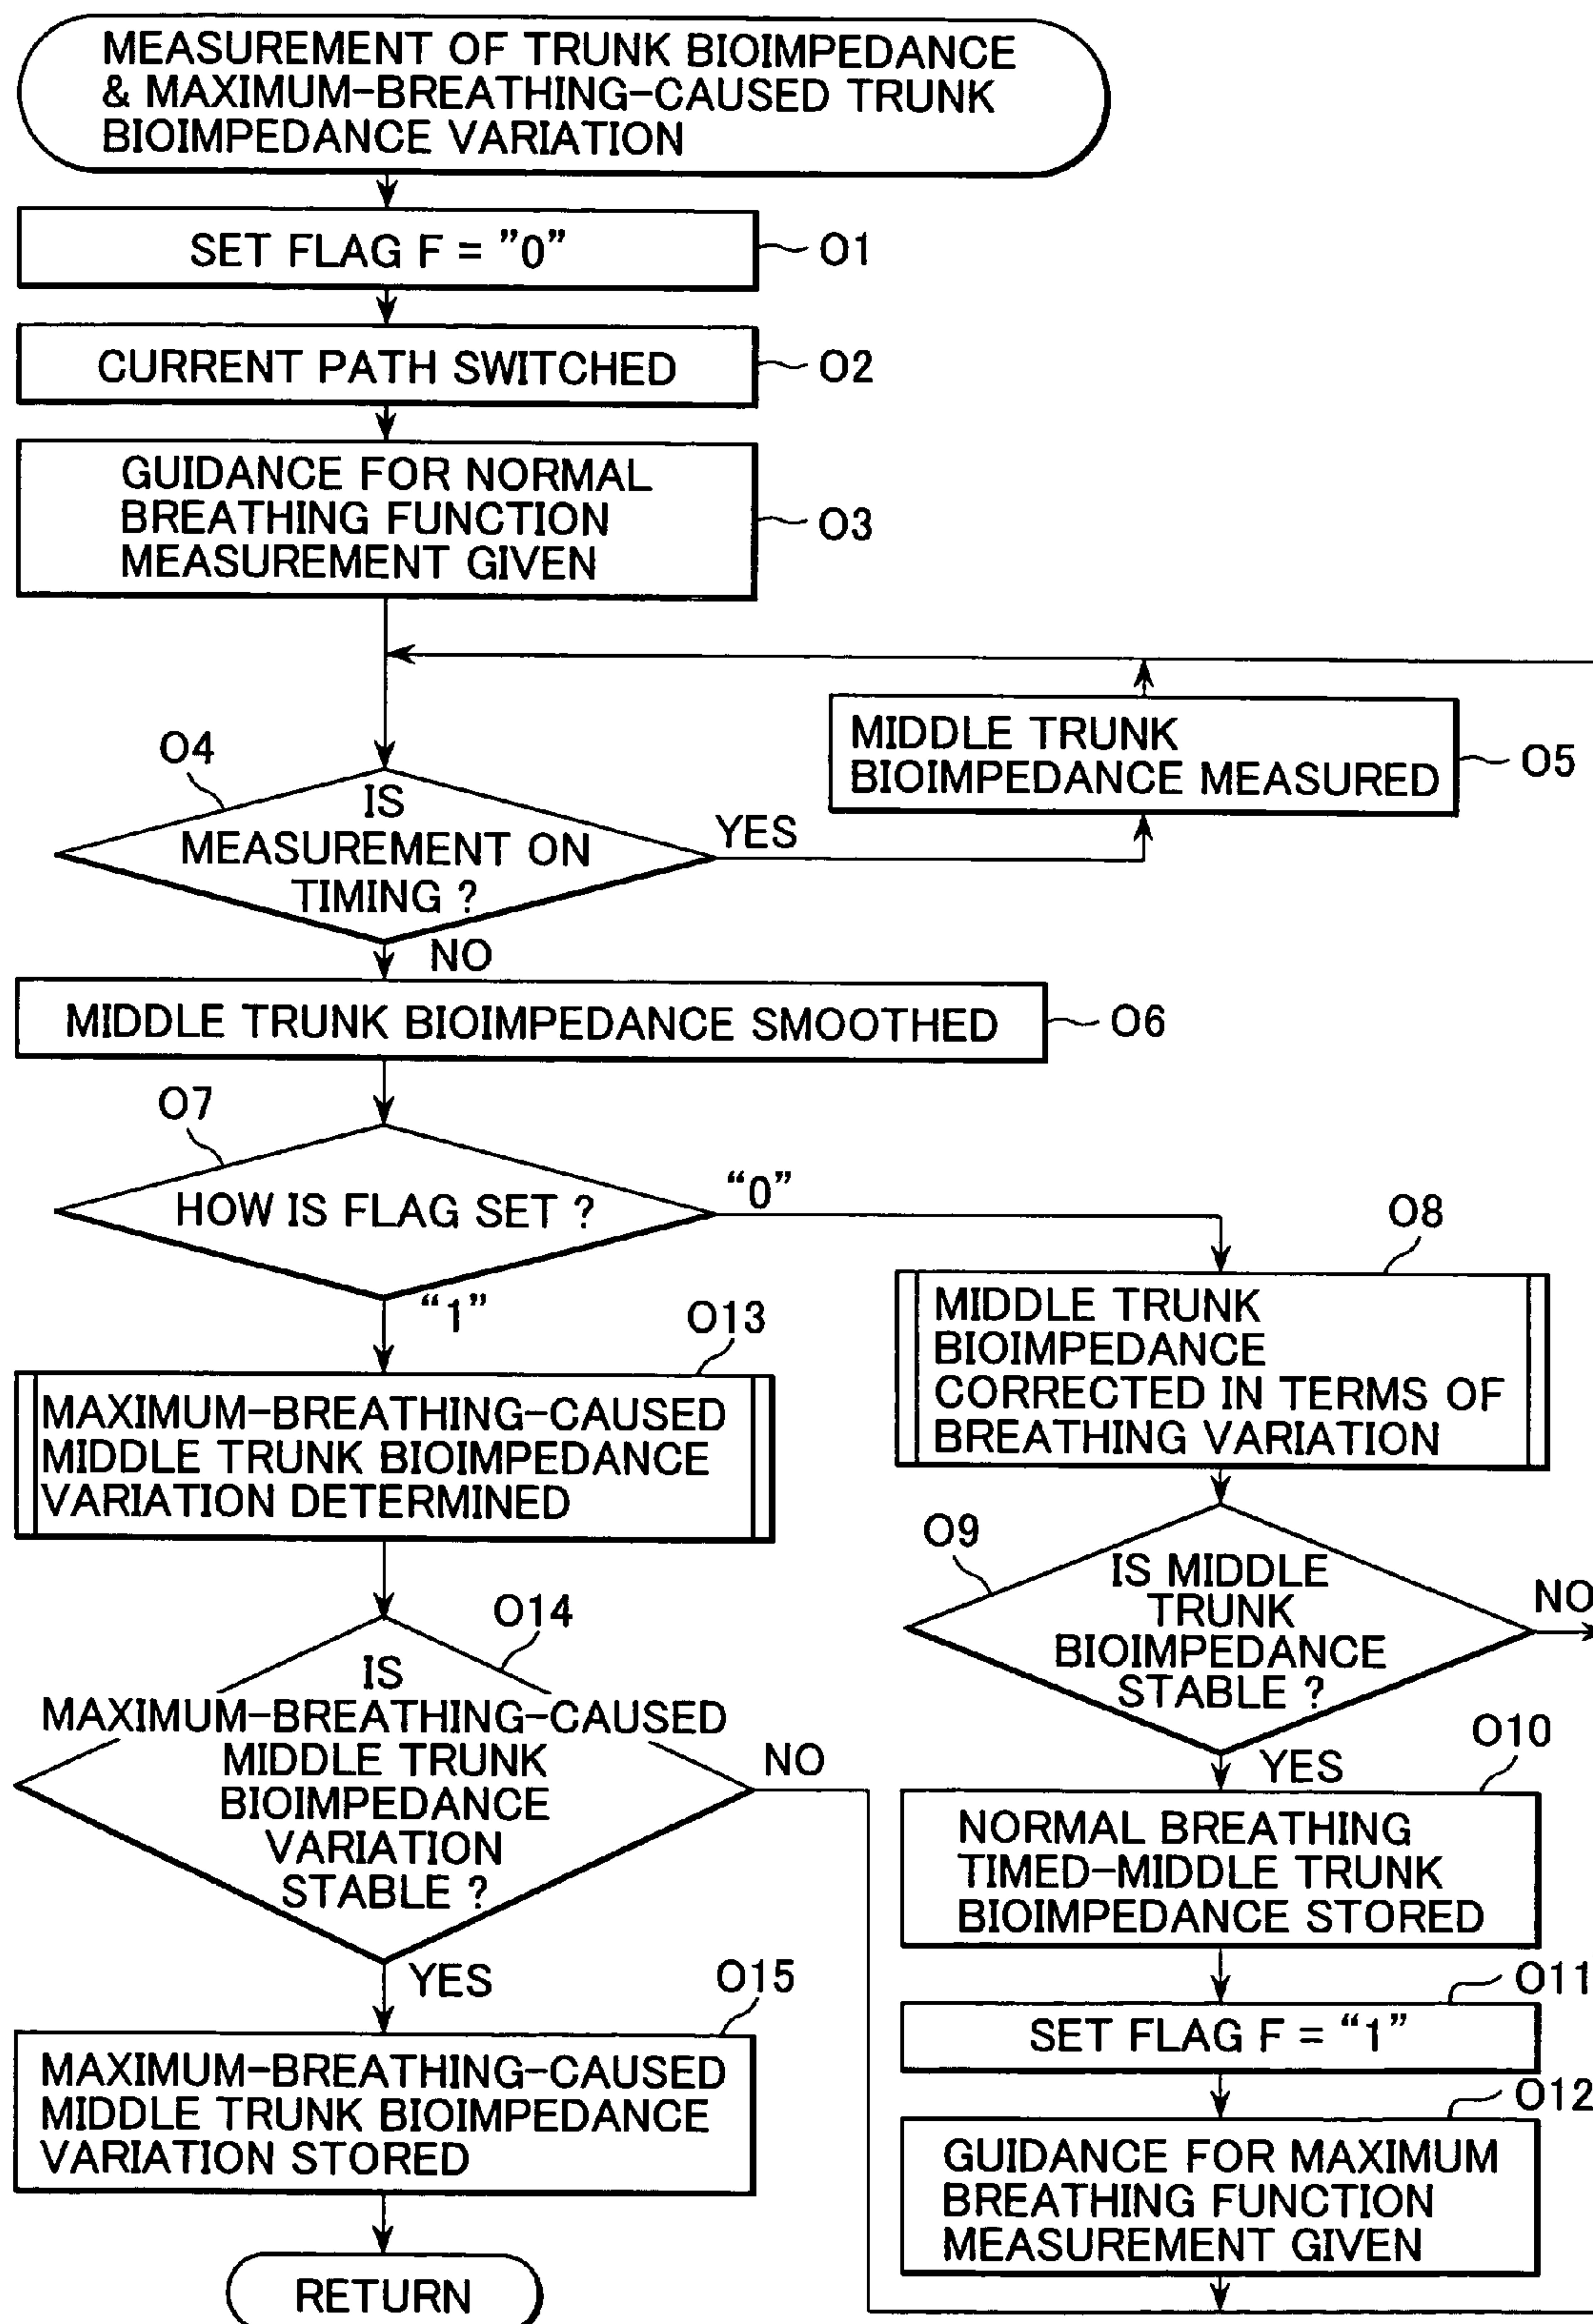 MEASUREMENT OF TRUNK BIOIMPEDANCE
& MAXIMUM-BREATHING-CAUSED TRUNK
BIOIMPEDANCE VARIATION
SET FLAG F = "0"
O1
CURRENT PATH SWITCHED
O2
GUIDANCE FOR NORMAL
BREATHING FUNCTION
MEASUREMENT GIVEN
O3
O4
IS
MEASUREMENT ON
TIMING ?
YES
MIDDLE TRUNK
BIOIMPEDANCE MEASURED
O5
NO
MIDDLE TRUNK BIOIMPEDANCE SMOOTHED
O6
O7
HOW IS FLAG SET ?
“0”
“1”
O8
MIDDLE TRUNK
BIOIMPEDANCE
CORRECTED IN TERMS OF
BREATHING VARIATION
O9
IS MIDDLE
TRUNK
BIOIMPEDANCE
STABLE ?
NO
YES
O10
NORMAL BREATHING
TIMED-MIDDLE TRUNK
BIOIMPEDANCE STORED
O11
SET FLAG F = “1”
O12
GUIDANCE FOR MAXIMUM
BREATHING FUNCTION
MEASUREMENT GIVEN
O13
MAXIMUM-BREATHING-CAUSED
MIDDLE TRUNK BIOIMPEDANCE
VARIATION DETERMINED
O14
IS
MAXIMUM-BREATHING-CAUSED
MIDDLE TRUNK
BIOIMPEDANCE
VARIATION
STABLE ?
NO
YES
O15
MAXIMUM-BREATHING-CAUSED
MIDDLE TRUNK BIOIMPEDANCE
VARIATION STORED
RETURN